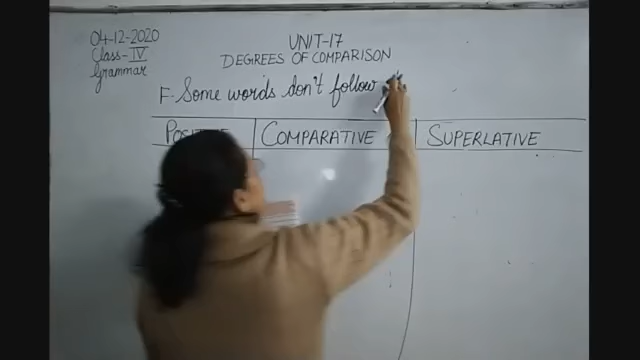 04-12-2020
Class-IV
Grammar
UNIT-17
DEGREES OF COMPARISON
F. Some words don't follow
POSITIVE
COMPARATIVE
SUPERLATIVE